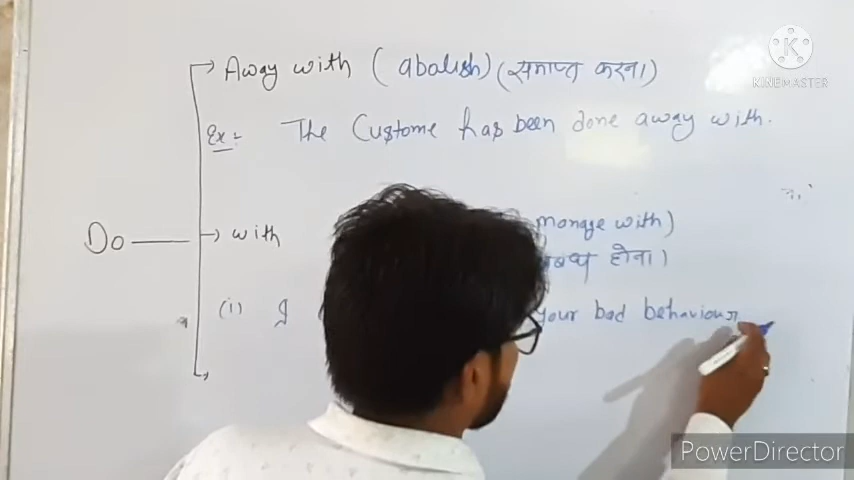 Away with (abolish) (समाप्त करना)
Ex:- The Custome has been done away with.
Do
with manage with)
होना।
(i) I your bad behaviour
KINEMASTER
PowerDirector